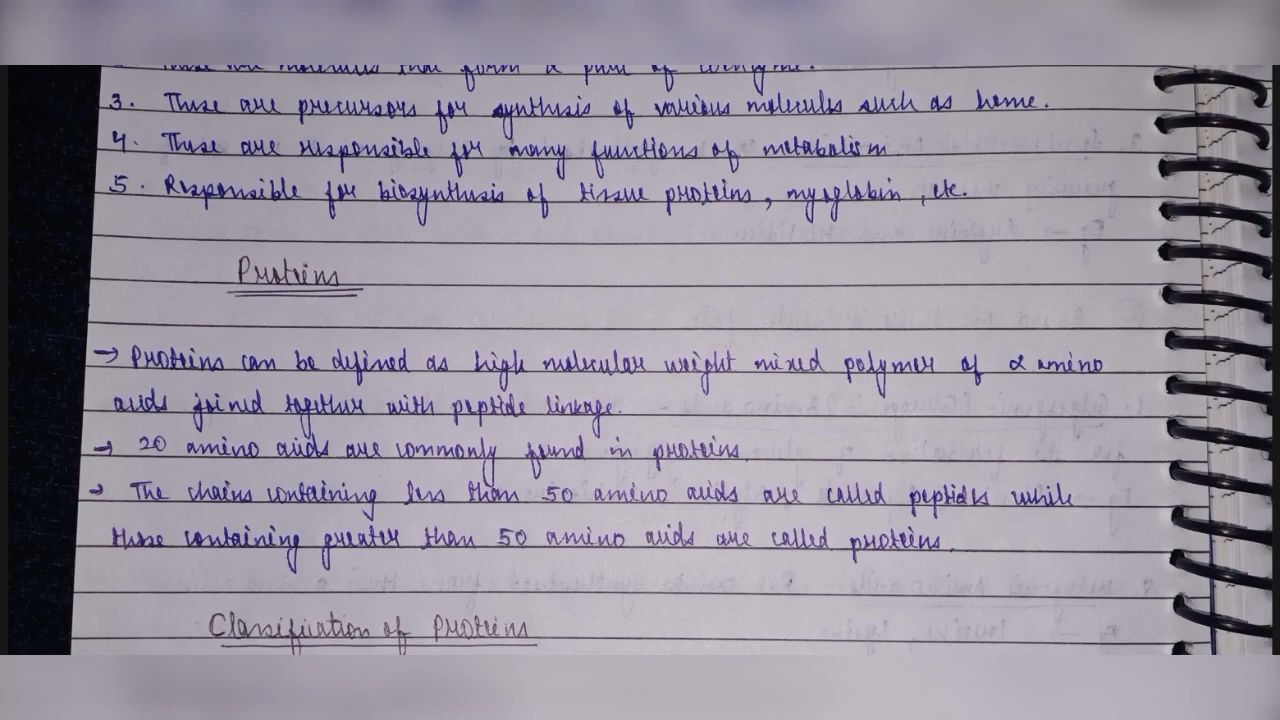 that form a part of
3. These are precursors for synthesis of various molecules such as heme.
4. These are responsible for many functions of metabolism
5. Responsible for biosynthesis of tissue proteins, myoglobin, etc.
Proteins
→ Proteins can be defined as high molecular weight mixed polymer of α amino
acids joined together with peptide linkage.
→ 20 amino acids are commonly found in proteins.
→ The chains containing less than 50 amino acids are called peptides while
those containing greater than 50 amino acids are called proteins.
Classification of Proteins